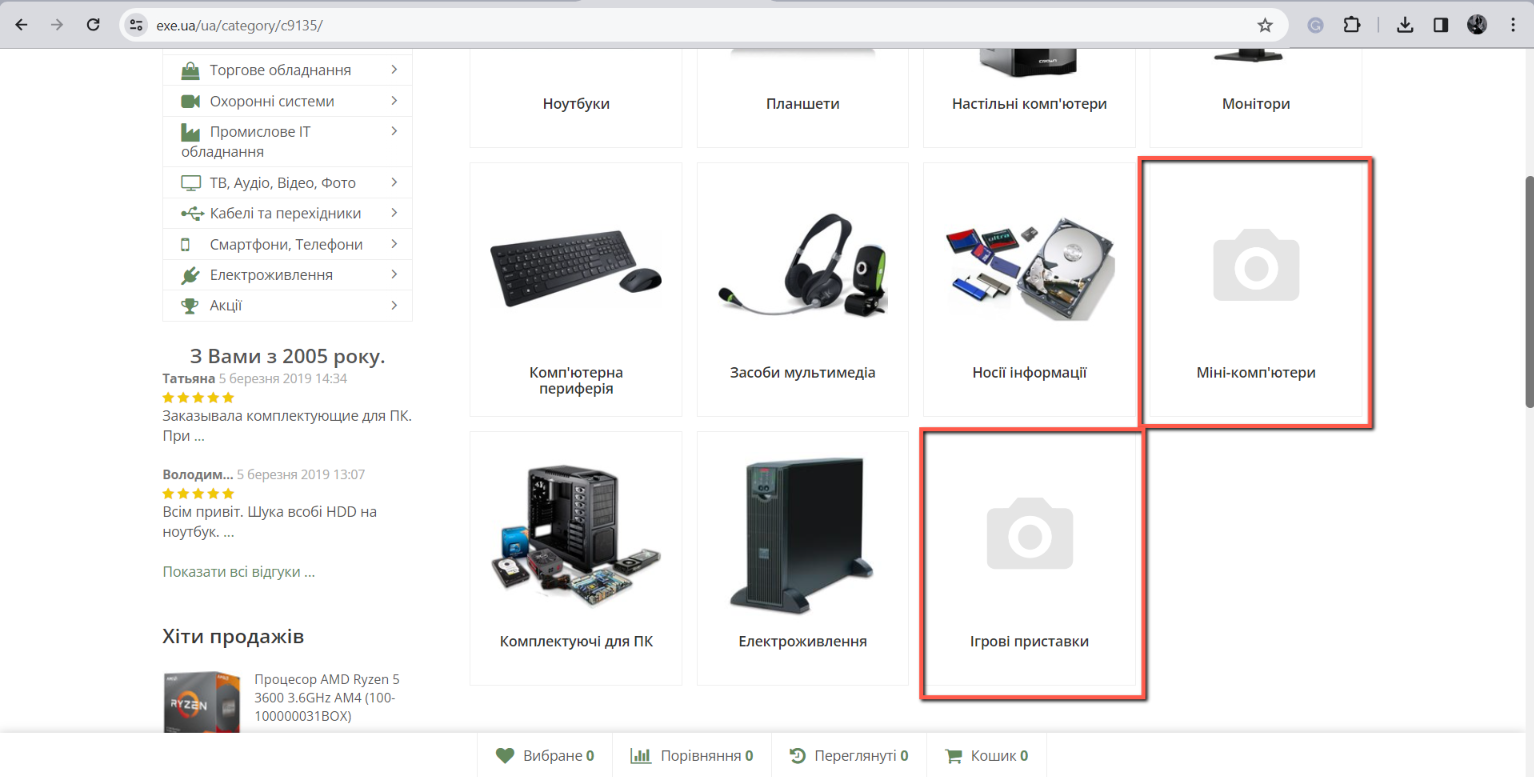 exe.ua/ua/category/c9135/
Торгове обладнання
Охоронні системи
Промислове ІТ
обладнання
ТВ, Аудіо, Відео, Фото
Кабелі та перехідники
Смартфони, Телефони
Електроживлення
Акції
З Вами з 2005 року.
Татьяна 5 березня 2019 14:34
Заказывала комплектующие для ПК.
При ...
Володим... 5 березня 2019 13:07
Всім привіт. Шука всобі HDD на
ноутбук. ...
Показати всі відгуки ...
Хіти продажів
RYZEN
Процесор AMD Ryzen 5
3600 3.6GHz AM4 (100-
100000031BOX)
Ноутбуки
Планшети
Настільні комп'ютери
Монітори
Комп'ютерна
периферія
Засоби мультимедіа
Носії інформації
Міні-комп'ютери
Комплектуючі для ПК
Електроживлення
Ігрові приставки
Вибране 0
Порівняння 0
Переглянуті 0
Кошик 0